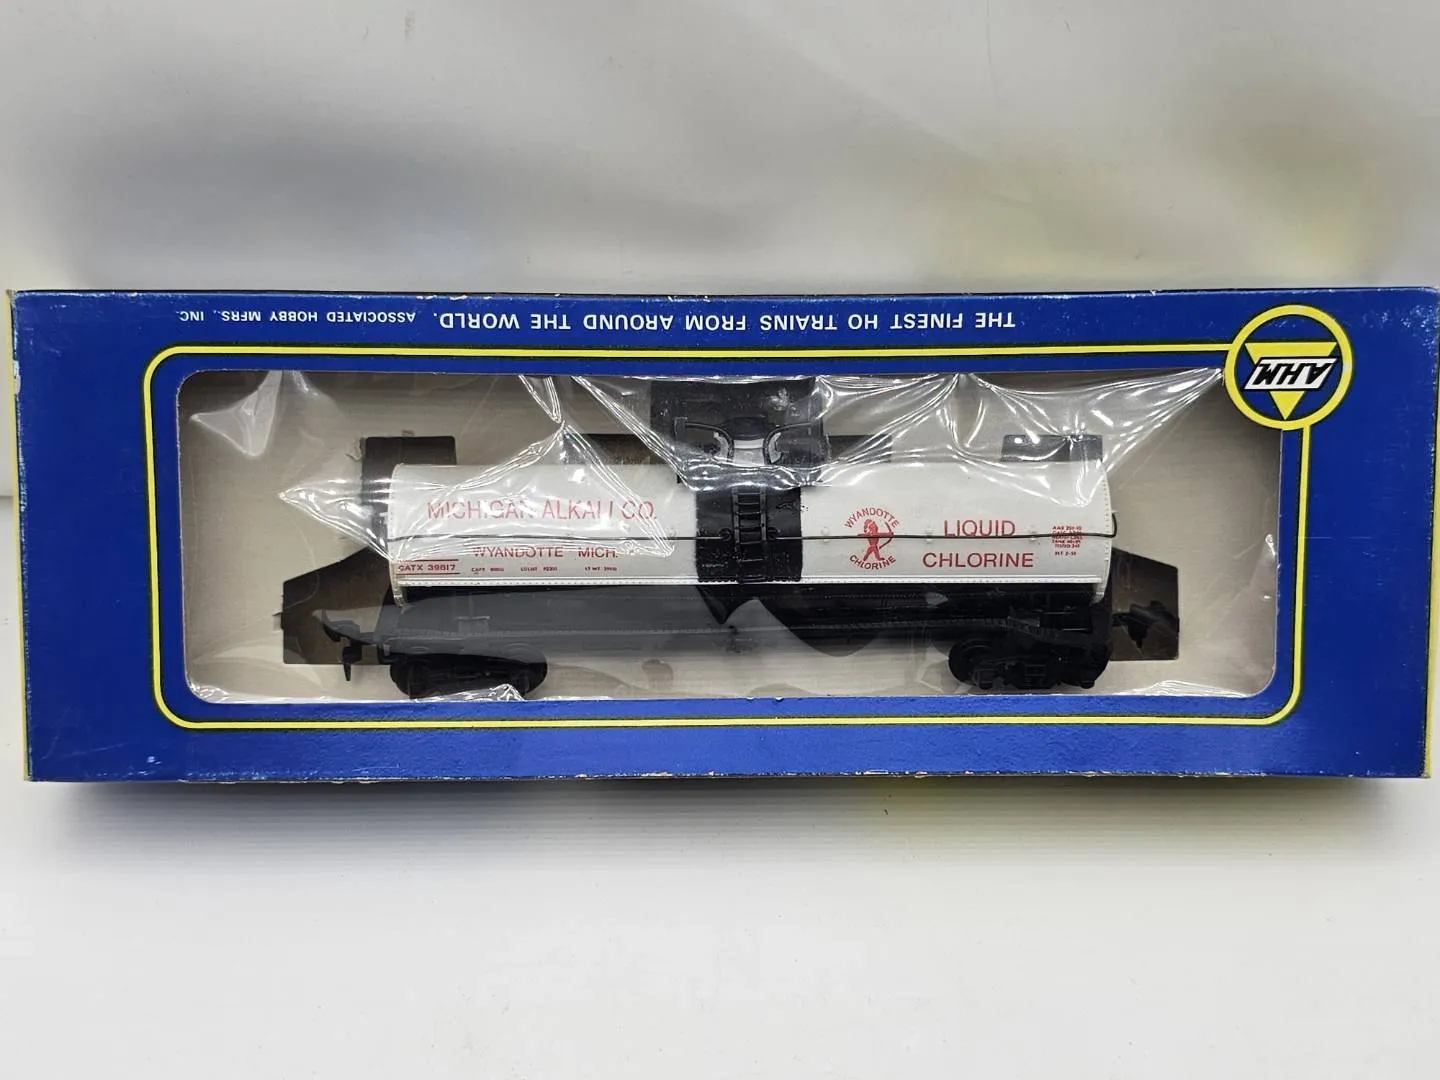 THE FINEST HO TRAINS FROM AROUND THE WORLD. ASSOCIATED HOBBY MFRS., INC.
AHM
MICHIGAN ALKALI CO.
WYANDOTTE MICH.
GATX 39817
WYANDOTTE
CHLORINE
LIQUID
CHLORINE